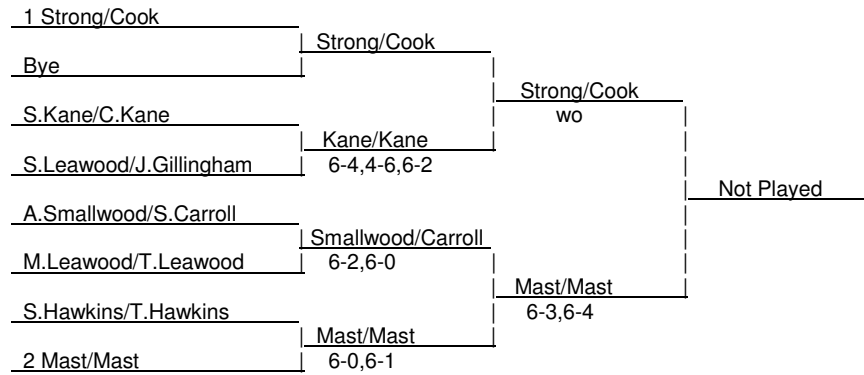 1 Strong/Cook
Strong/Cook
Bye
Strong/Cook
S.Kane/C.Kane
wo
Kane/Kane
S.Leawood/J.Gillingham
6-4,4-6,6-2
Not Played
A.Smallwood/S.Carroll
Smallwood/Carroll
M.Leawood/T.Leawood
6-2,6-0
Mast/Mast
S.Hawkins/T.Hawkins
6-3,6-4
Mast/Mast
2 Mast/Mast
6-0,6-1